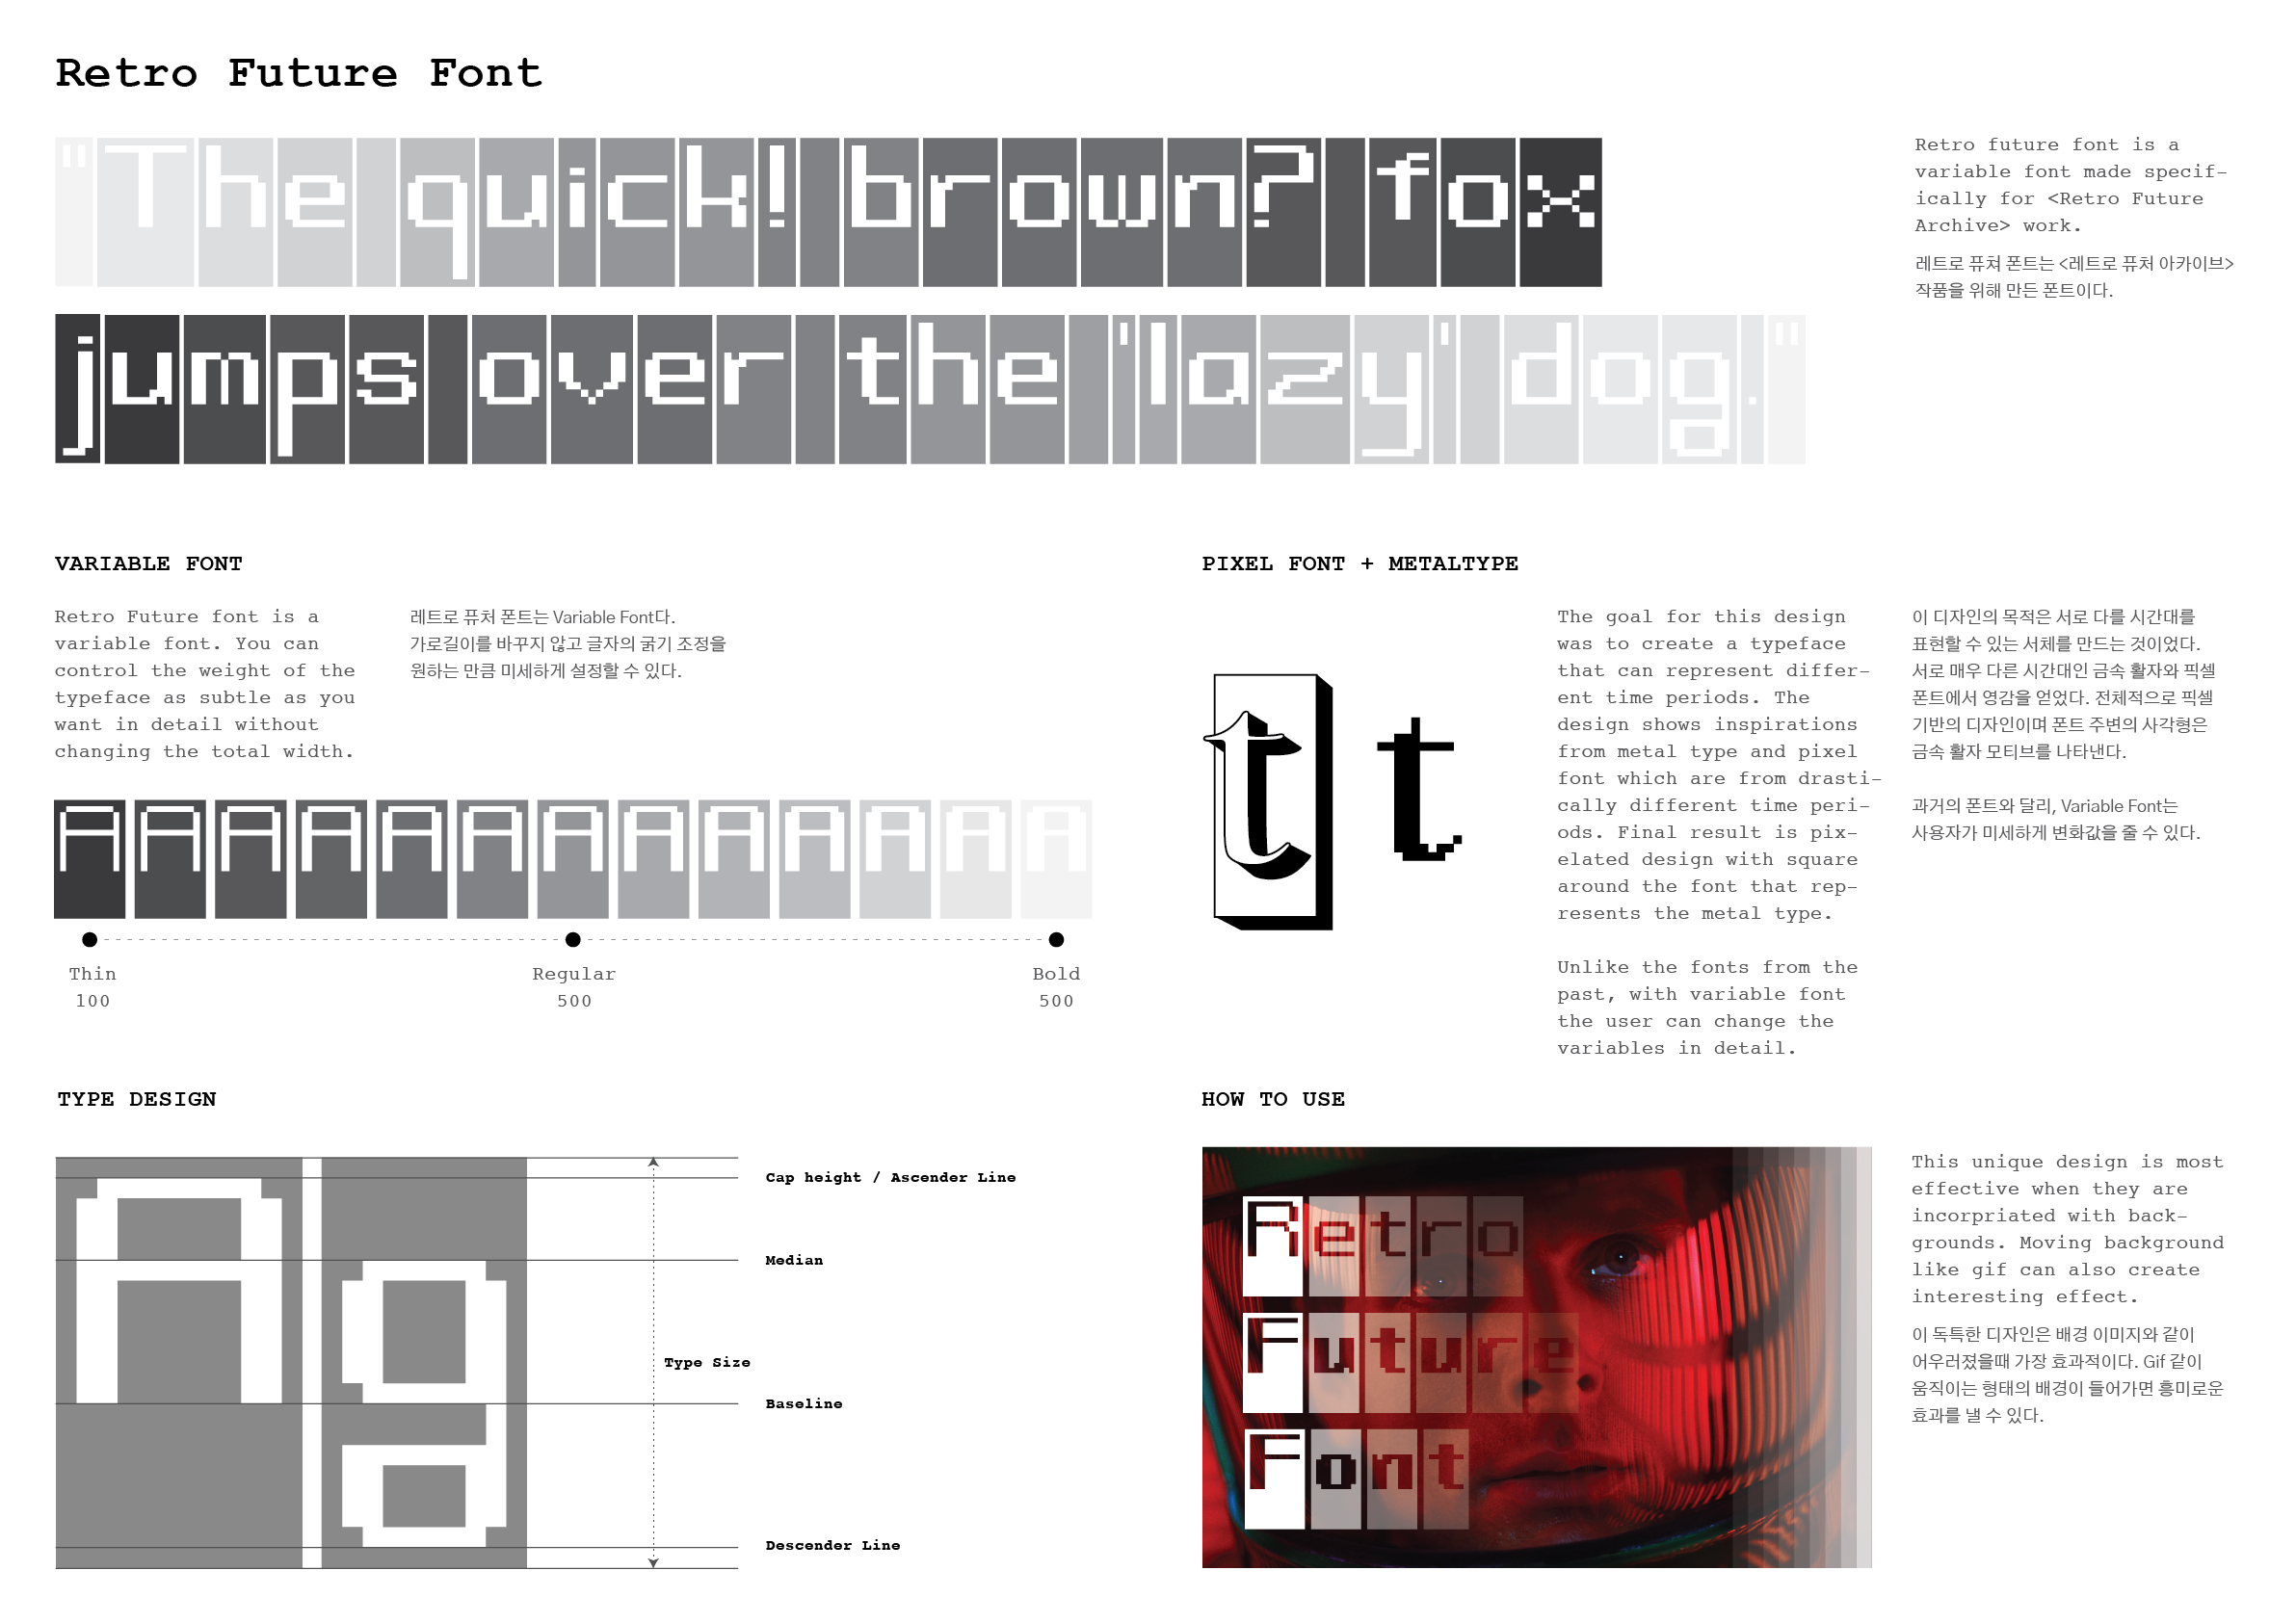 Retro Future Font
"The quick! brown? fox
jumps over the 'lazy' dog."
Retro future font is a
variable font made specif-
ically for <Retro Future
Archive> work.
레트로 퓨쳐 폰트는 <레트로 퓨처 아카이브>
작품을 위해 만든 폰트이다.
VARIABLE FONT
Retro Future font is a
variable font. You can
control the weight of the
typeface as subtle as you
want in detail without
changing the total width.
레트로 퓨처 폰트는 Variable Font다.
가로길이를 바꾸지 않고 글자의 굵기 조정을
원하는 만큼 미세하게 설정할 수 있다.
A A A A A A A A A A A A A
Thin Regular Bold
100 500 500
PIXEL FONT + METALTYPE
t t
The goal for this design
was to create a typeface
that can represent differ-
ent time periods. The
design shows inspirations
from metal type and pixel
font which are from drasti-
cally different time peri-
ods. Final result is pix-
elated design with square
around the font that rep-
resents the metal type.
Unlike the fonts from the
past, with variable font
the user can change the
variables in detail.
이 디자인의 목적은 서로 다를 시간대를
표현할 수 있는 서체를 만드는 것이었다.
서로 매우 다른 시간대인 금속 활자와 픽셀
폰트에서 영감을 얻었다. 전체적으로 픽셀
기반의 디자인이며 폰트 주변의 사각형은
금속 활자 모티브를 나타낸다.
과거의 폰트와 달리, Variable Font는
사용자가 미세하게 변화값을 줄 수 있다.
TYPE DESIGN
A g
Cap height / Ascender Line
Median
Type Size
Baseline
Descender Line
HOW TO USE
Retro
Future
Font
This unique design is most
effective when they are
incorpriated with back-
grounds. Moving background
like gif can also create
interesting effect.
이 독특한 디자인은 배경 이미지와 같이
어우러졌을때 가장 효과적이다. Gif 같이
움직이는 형태의 배경이 들어가면 흥미로운
효과를 낼 수 있다.